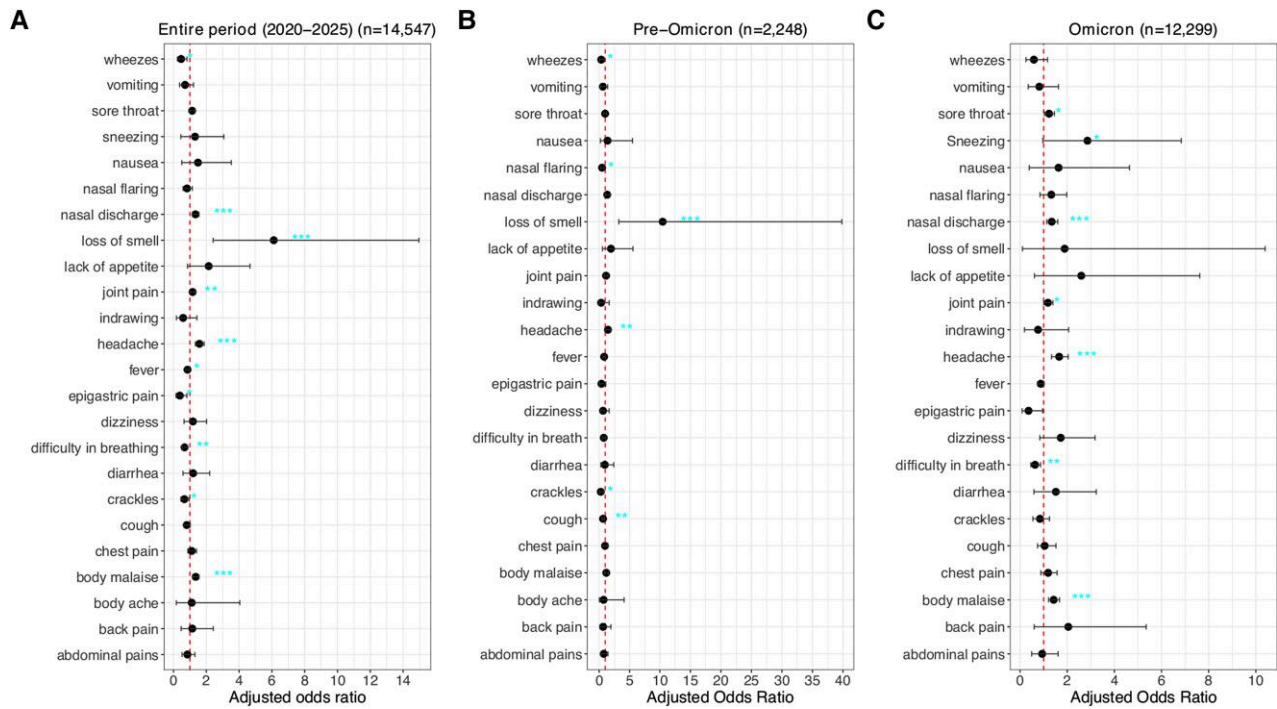 A
Entire period (2020–2025) (n=14,547)
wheezes *
vomiting
sore throat
sneezing
nausea
nasal flaring
nasal discharge ***
loss of smell ***
lack of appetite
joint pain **
indrawing
headache ***
fever *
epigastric pain *
dizziness
difficulty in breathing **
diarrhea
crackles *
cough
chest pain
body malaise ***
body ache
back pain
abdominal pains
0 2 4 6 8 10 12 14
Adjusted odds ratio
B
Pre-Omicron (n=2,248)
wheezes *
vomiting
sore throat
nausea
nasal flaring *
nasal discharge
loss of smell ***
lack of appetite
joint pain
indrawing
headache **
fever
epigastric pain
dizziness
difficulty in breath
diarrhea
crackles *
cough **
chest pain
body malaise
body ache
back pain
abdominal pains
0 5 10 15 20 25 30 35 40
Adjusted Odds Ratio
C
Omicron (n=12,299)
wheezes
vomiting
sore throat *
Sneezing *
nausea
nasal flaring
nasal discharge ***
loss of smell
lack of appetite
joint pain *
indrawing
headache ***
fever
epigastric pain
dizziness
difficulty in breath **
diarrhea
crackles
cough
chest pain
body malaise ***
back pain
abdominal pains
0 2 4 6 8 10
Adjusted Odds Ratio